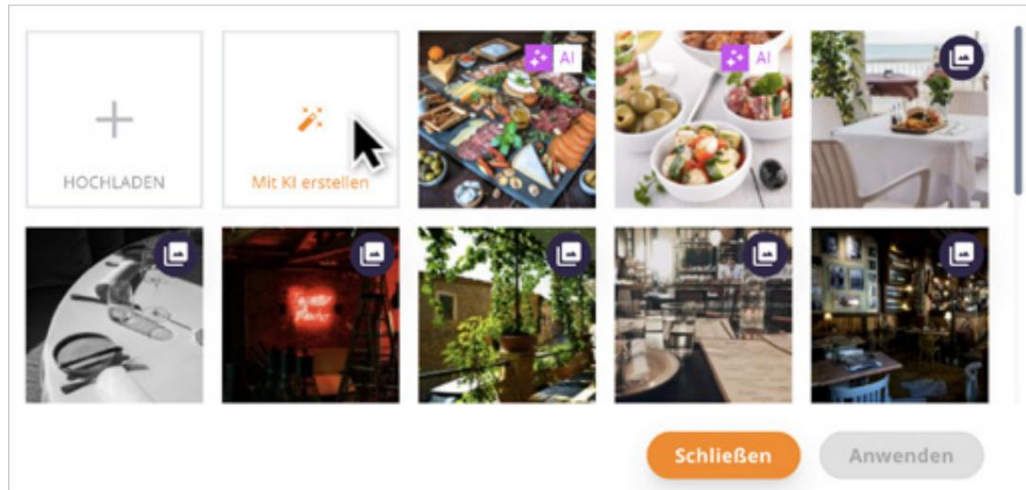 AI
AI
HOCHLADEN
Mit KI erstellen
Schließen
Anwenden